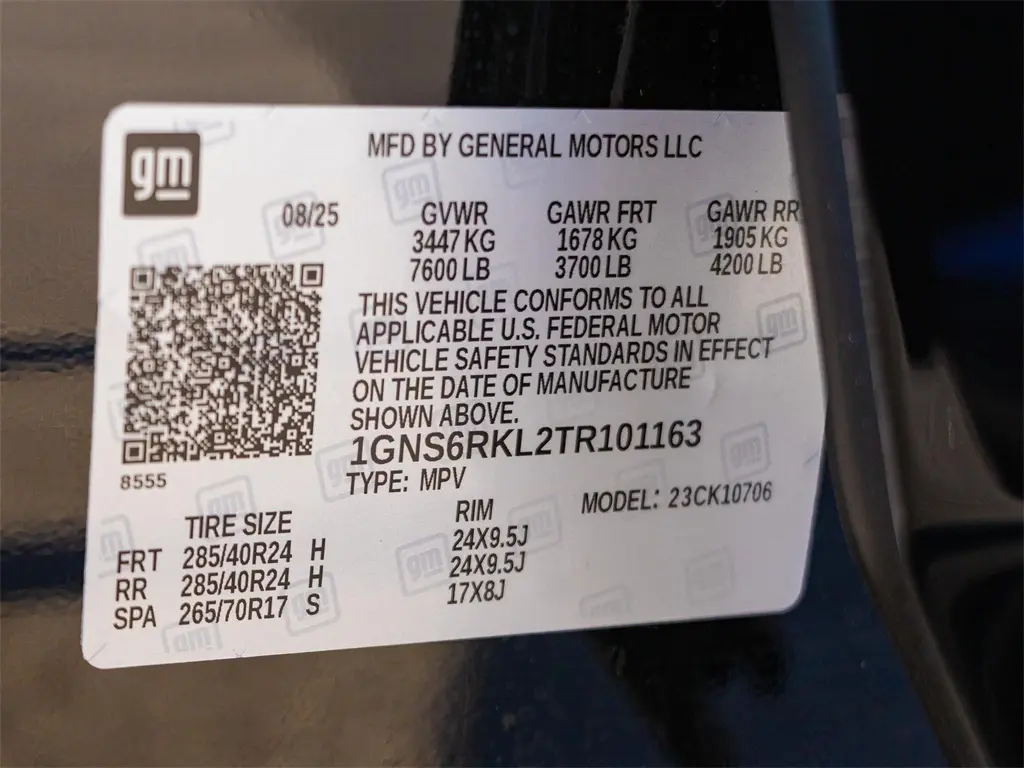 gm
MFD BY GENERAL MOTORS LLC
08/25 GVWR GAWR FRT GAWR RR
3447 KG 1678 KG 1905 KG
7600 LB 3700 LB 4200 LB
THIS VEHICLE CONFORMS TO ALL
APPLICABLE U.S. FEDERAL MOTOR
VEHICLE SAFETY STANDARDS IN EFFECT
ON THE DATE OF MANUFACTURE
SHOWN ABOVE.
1GNS6RKL2TR101163
8555
TYPE: MPV
MODEL: 23CK10706
TIRE SIZE RIM
FRT 285/40R24 H 24X9.5J
RR 285/40R24 H 24X9.5J
SPA 265/70R17 S 17X8J